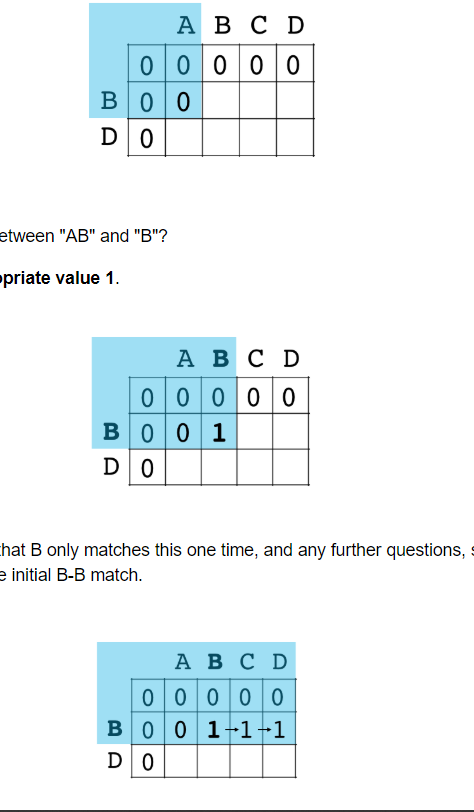 A B C D
0 0 0 0 0
B 0 0
D 0
etween "AB" and "B"?
opriate value 1.
A B C D
0 0 0 0 0
B 0 0 1
D 0
that B only matches this one time, and any further questions, s
e initial B-B match.
A B C D
0 0 0 0 0
B 0 0 1→1→1
D 0